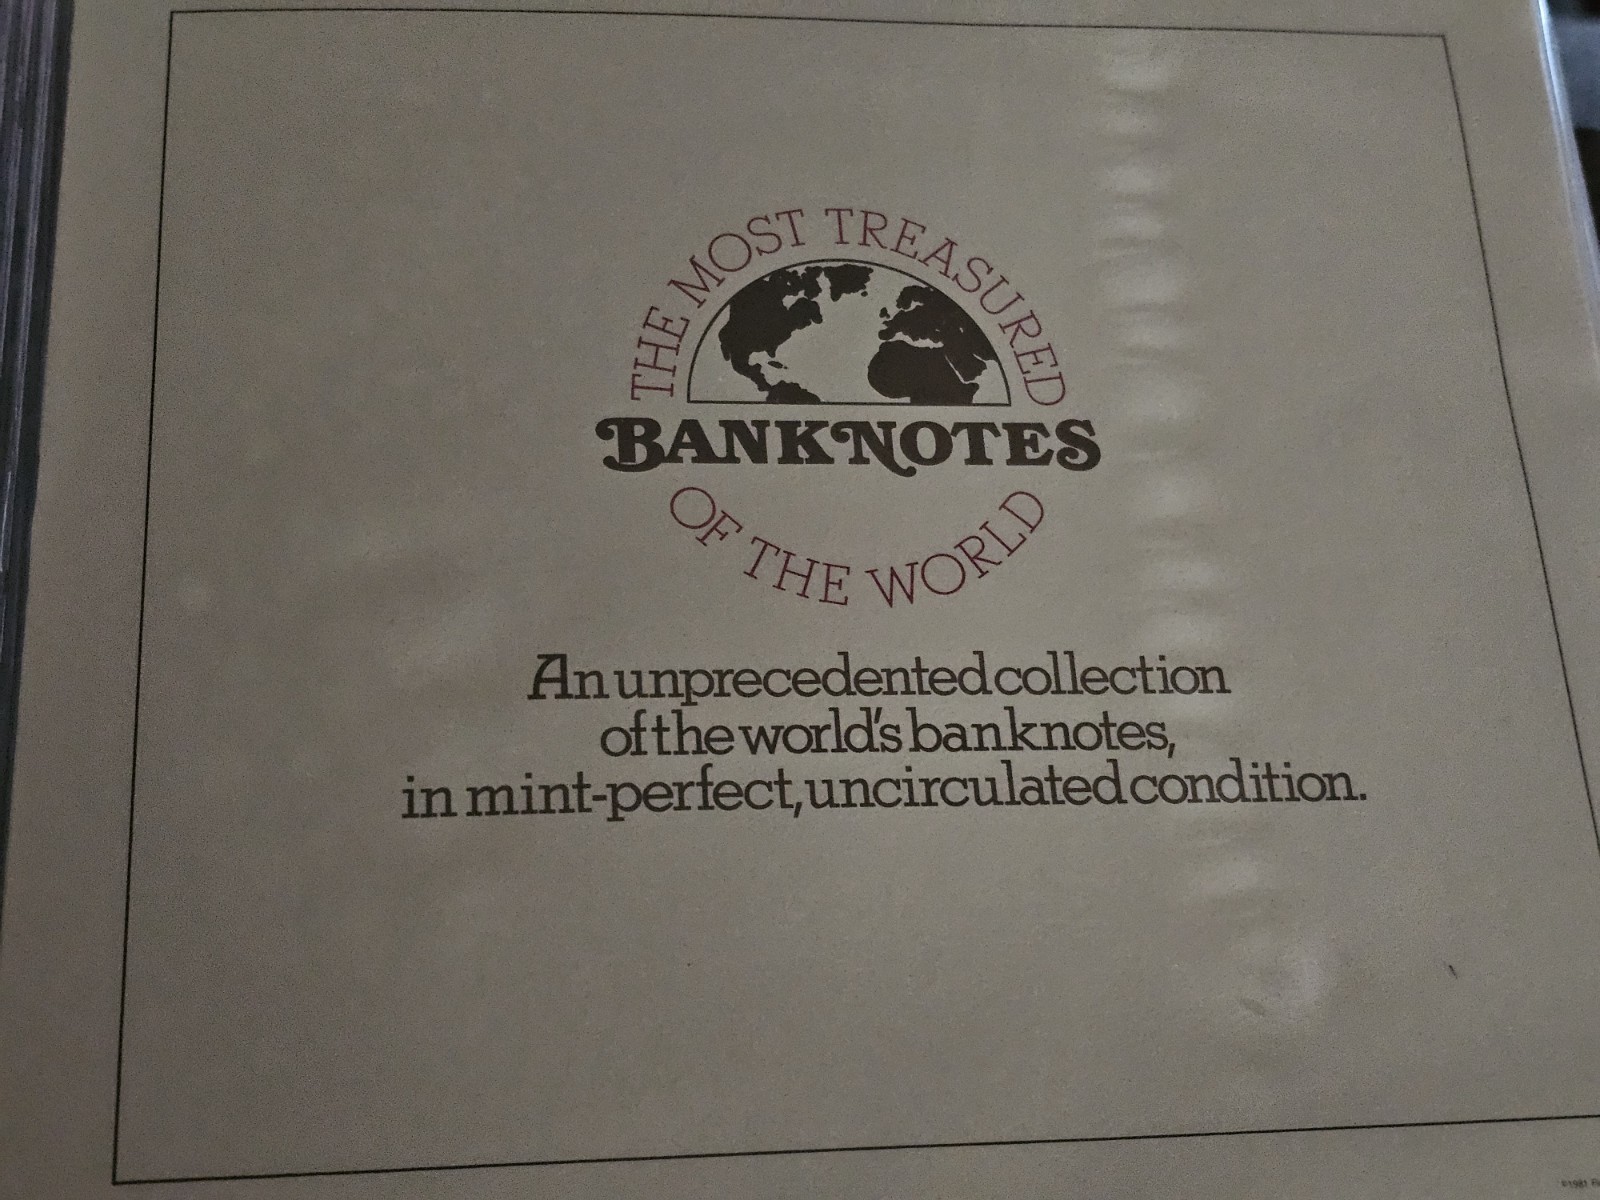 THE MOST TREASURED
BANKNOTES
OF THE WORLD
An unprecedented collection
of the world's banknotes,
in mint-perfect, uncirculated condition.
©1981